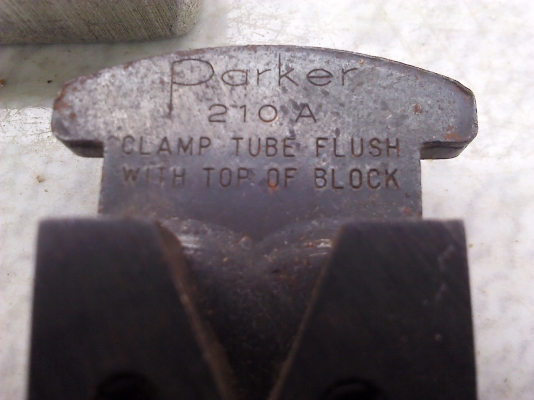 Parker
210 A
CLAMP TUBE FLUSH
WITH TOP OF BLOCK